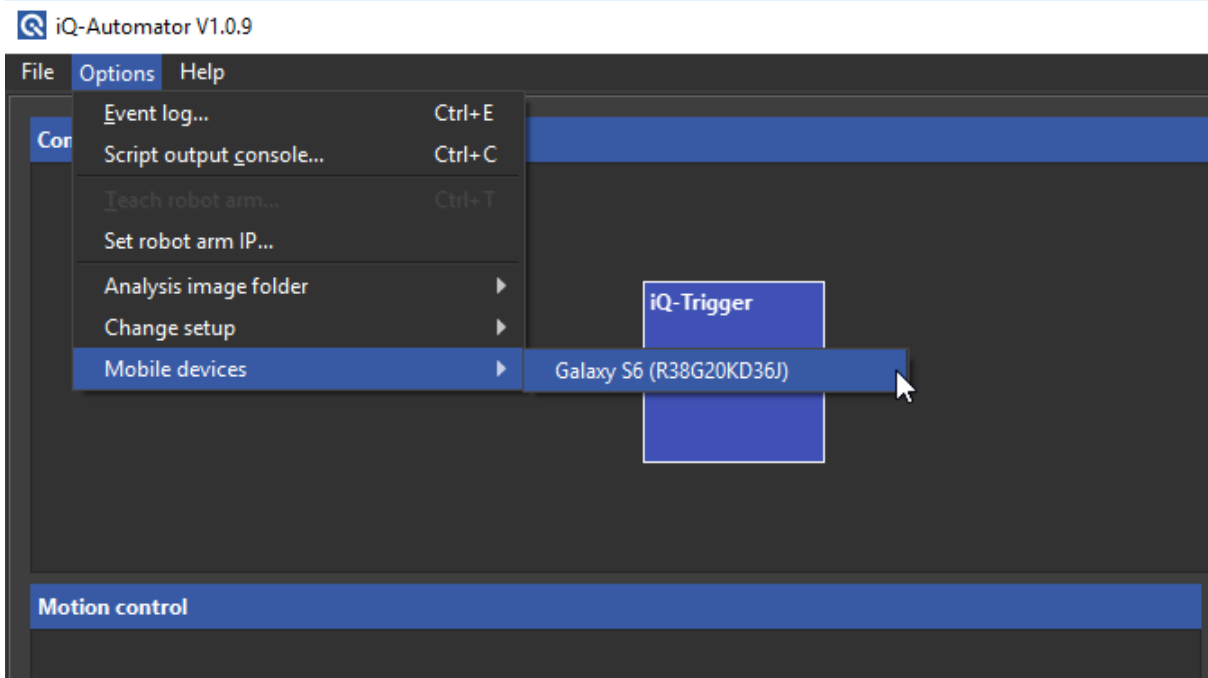 iQ-Automator V1.0.9
File Options Help
Event log... Ctrl+E
Script output console... Ctrl+C
Teach robot arm... Ctrl+T
Set robot arm IP...
Analysis image folder
Change setup
Mobile devices
Galaxy S6 (R38G20KD36J)
iQ-Trigger
Motion control